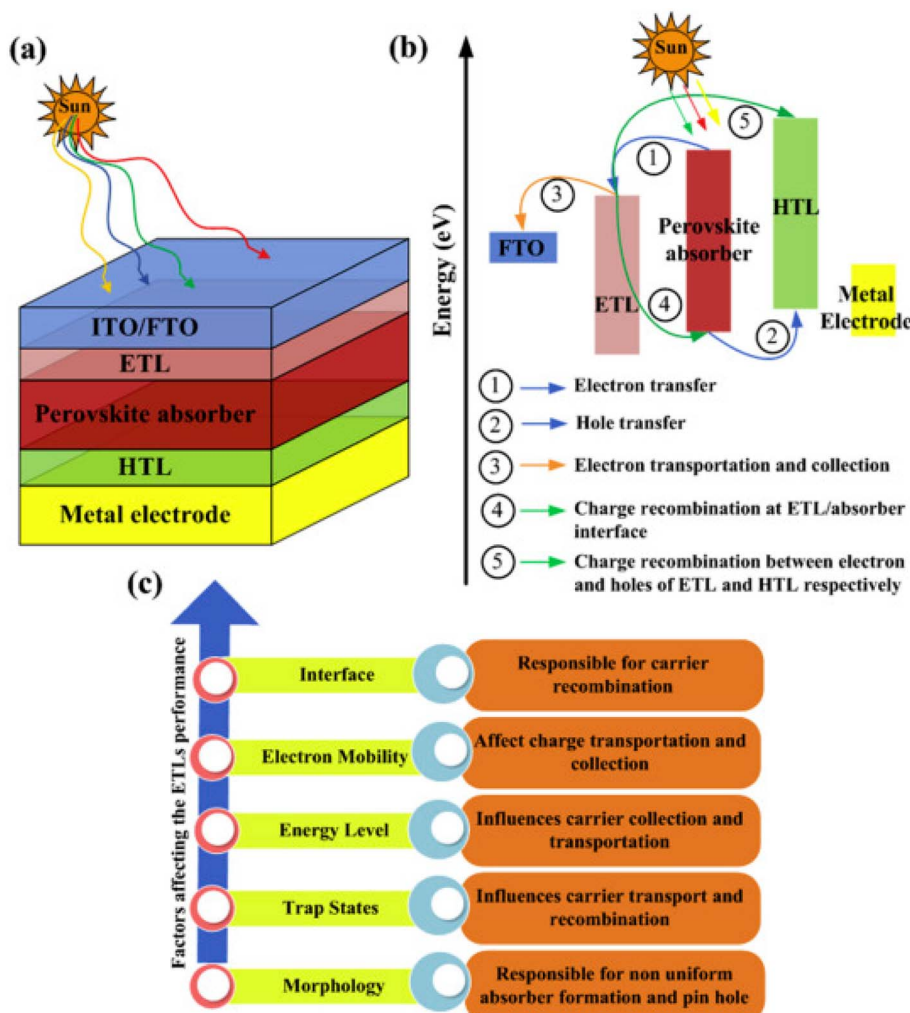 (a)
Sun
ITO/FTO
ETL
Perovskite absorber
HTL
Metal electrode
(b)
Energy (eV)
Sun
5
1
3
FTO
ETL
4
Perovskite
absorber
HTL
2
Metal
Electrode
1 Electron transfer
2 Hole transfer
3 Electron transportation and collection
4 Charge recombination at ETL/absorber
interface
5 Charge recombination between electron
and holes of ETL and HTL respectively
(c)
Factors affecting the ETLs performance
Interface
Responsible for carrier
recombination
Electron Mobility
Affect charge transportation and
collection
Energy Level
Influences carrier collection and
transportation
Trap States
Influences carrier transport and
recombination
Morphology
Responsible for non uniform
absorber formation and pin hole